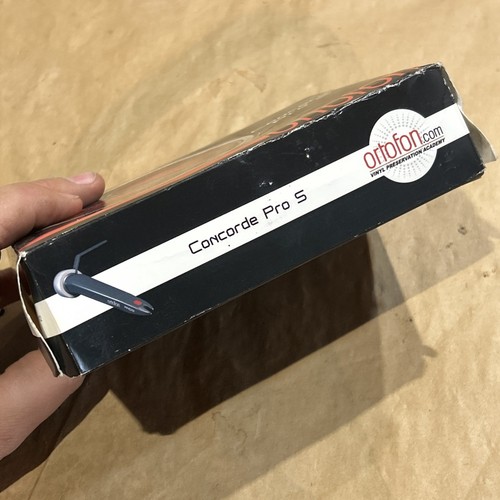 ortofon.com
VINYL PRESERVATION ACADEMY
Concorde Pro S